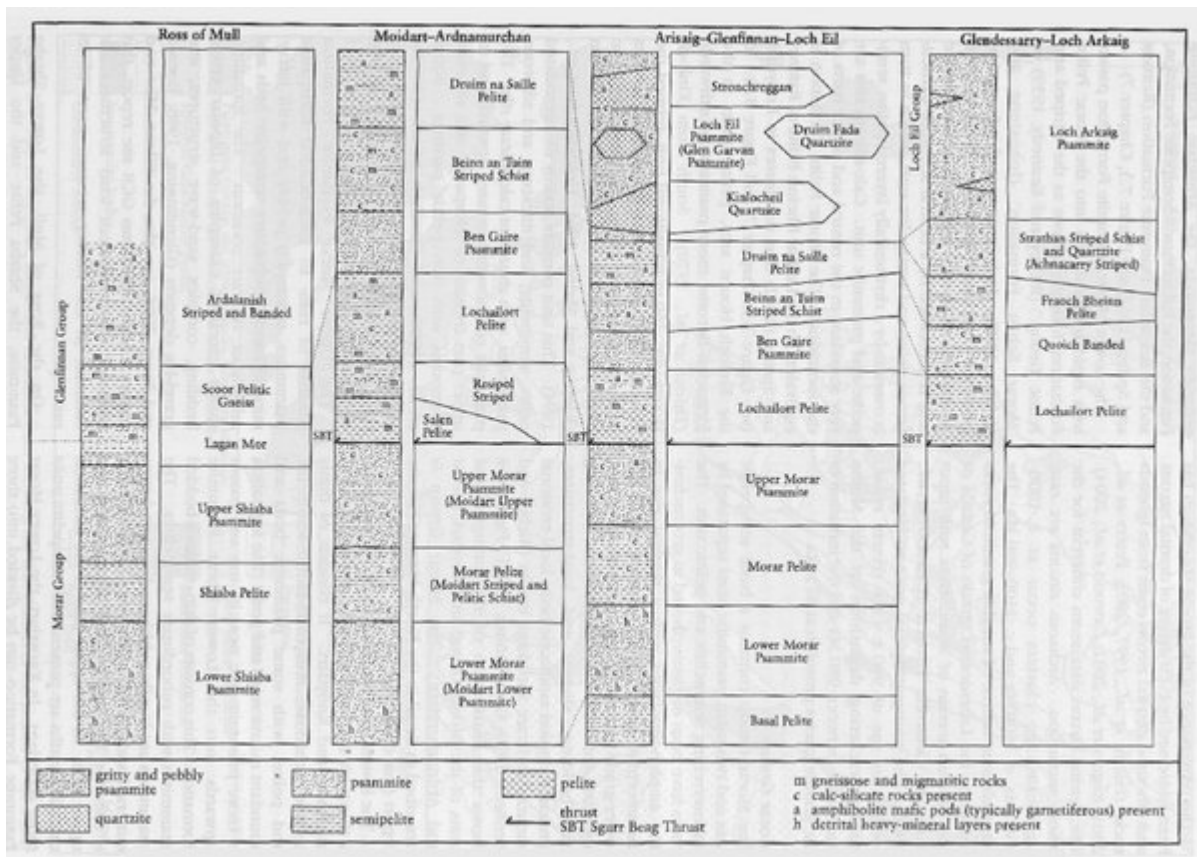 Ross of Mull
Moidart–Ardnamurchan
Arisaig–Glenfinnan–Loch Eil
Glendessarry–Loch Arkaig
Glenfinnan Group
Morar Group
Ardalanish
Striped and Banded
Scoor Pelitic
Gneiss
Lagan Mor
Upper Shiaba
Psammite
Shiaba Pelite
Lower Shiaba
Psammite
SBT
Druim na Saille
Pelite
Beinn an Tuim
Striped Schist
Ben Gaire
Psammite
Lochailort
Pelite
Resipol
Striped
Salen
Pelite
Upper Morar
Psammite
(Moidart Upper
Psammite)
Morar Pelite
(Moidart Striped and
Pelitic Schist)
Lower Morar
Psammite
(Moidart Lower
Psammite)
SBT
Stronchreggan
Loch Eil
Psammite
(Glen Garvan
Psammite)
Druim Fada
Quartzite
Kinlocheil
Quartzite
Druim na Saille
Pelite
Beinn an Tuim
Striped Schist
Ben Gaire
Psammite
Lochailort Pelite
Upper Morar
Psammite
Morar Pelite
Lower Morar
Psammite
Basal Pelite
Loch Eil Group
SBT
Loch Arkaig
Psammite
Strathan Striped Schist
and Quartzite
(Achnacarry Striped)
Fraoch Bheinn
Pelite
Quoich Banded
Lochailort Pelite
gritty and pebbly
psammite
quartzite
psammite
semipelite
pelite
thrust
SBT Sgurr Beag Thrust
m gneissose and migmatitic rocks
c calc-silicate rocks present
a amphibolite mafic pods (typically garnetiferous) present
h detrital heavy-mineral layers present